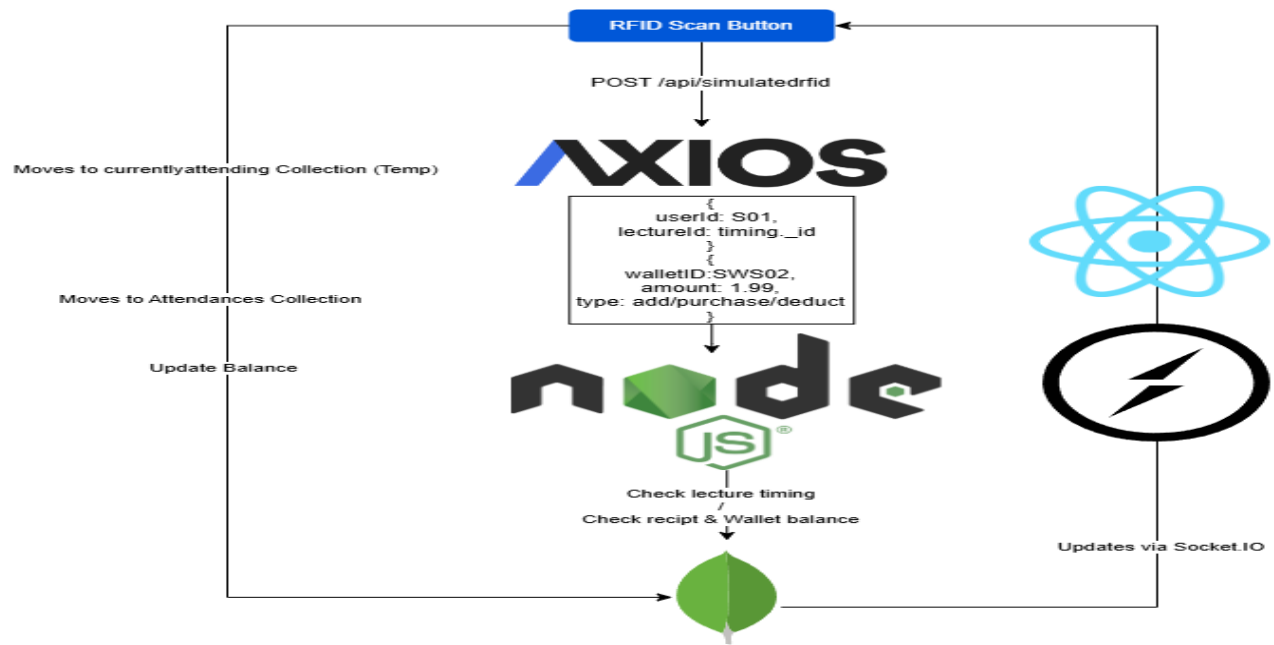 RFID Scan Button
POST /api/simulatedrfid
AXIOS
Moves to currentlyattending Collection (Temp)
{
userId: S01,
lectureId: timing._id
}
{
walletID:SWS02,
amount: 1.99,
type: add/purchase/deduct
}
Moves to Attendances Collection
Update Balance
node
JS®
Check lecture timing
/
Check recipt & Wallet balance
Updates via Socket.IO